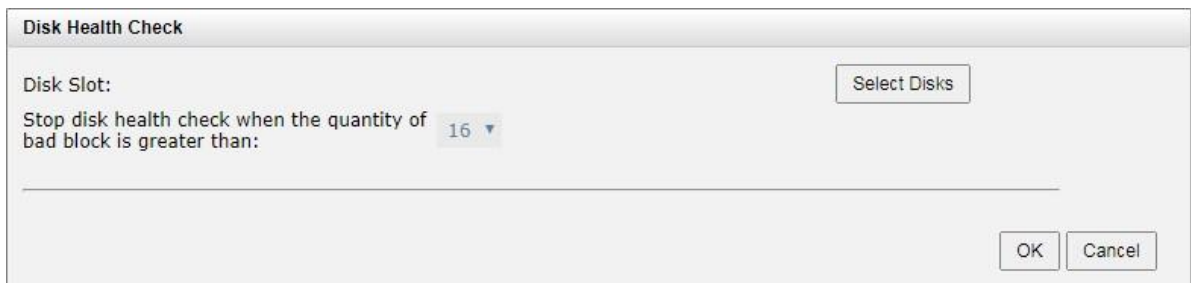 Disk Health Check
Disk Slot:
Select Disks
Stop disk health check when the quantity of
bad block is greater than:
16
OK
Cancel